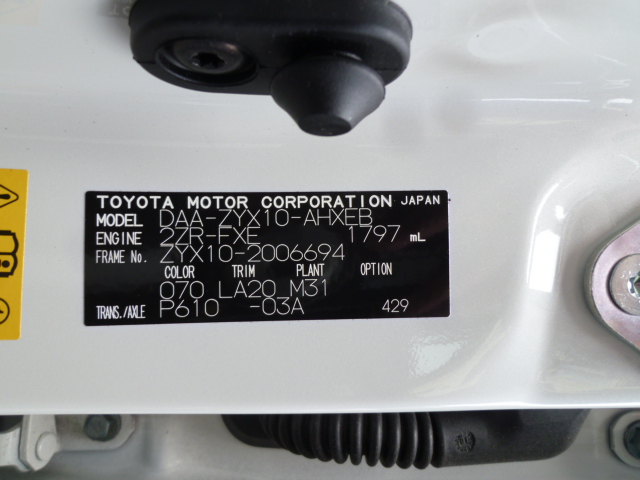 TOYOTA MOTOR CORPORATION JAPAN
MODEL DAA-ZYX10-AHXEB
ENGINE 2ZR-FXE 1797 mL
FRAME No. ZYX10-2006694
COLOR TRIM PLANT OPTION
070 LA20 M31
TRANS./AXLE P610 -03A 429